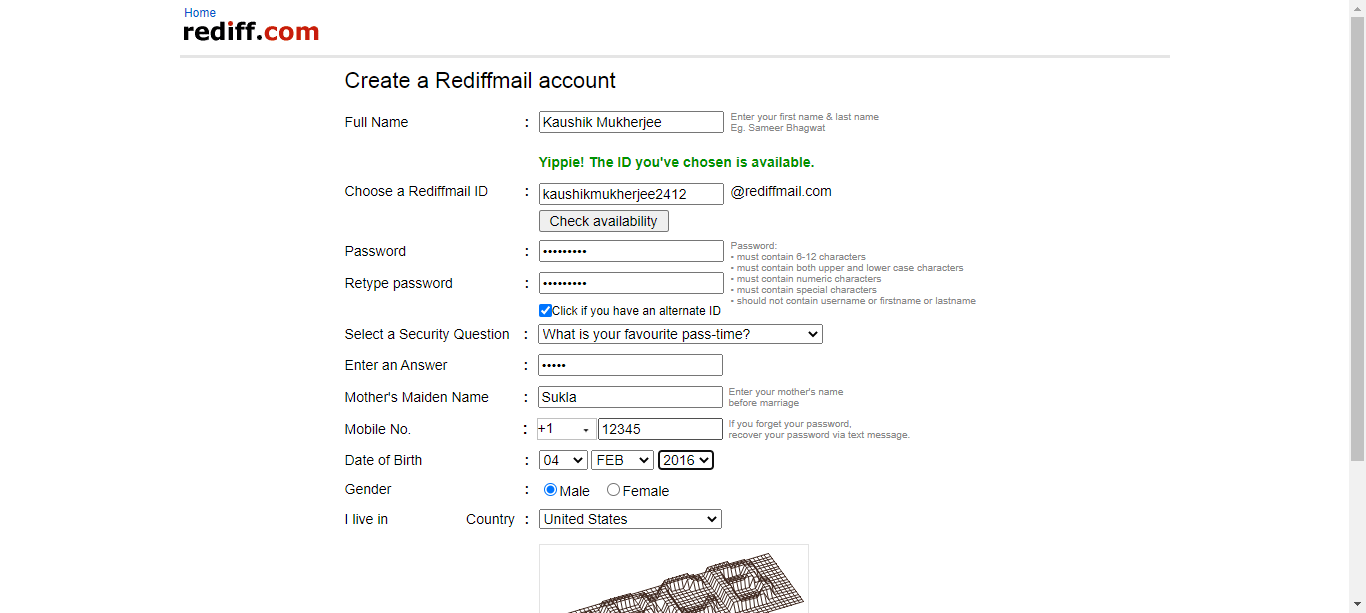 Home
rediff.com
Create a Rediffmail account
Full Name : Kaushik Mukherjee Enter your first name & last name
Eg. Sameer Bhagwat
Yippie! The ID you've chosen is available.
Choose a Rediffmail ID : kaushikmukherjee2412 @rediffmail.com
Check availability
Password : ••••••••• Password:
• must contain 6-12 characters
• must contain both upper and lower case characters
Retype password : ••••••••• • must contain numeric characters
• must contain special characters
• should not contain username or firstname or lastname
Click if you have an alternate ID
Select a Security Question : What is your favourite pass-time?
Enter an Answer : •••••
Mother's Maiden Name : Sukla Enter your mother's name
before marriage
Mobile No. : +1 12345 If you forget your password,
recover your password via text message.
Date of Birth : 04 FEB 2016
Gender : Male Female
I live in Country : United States